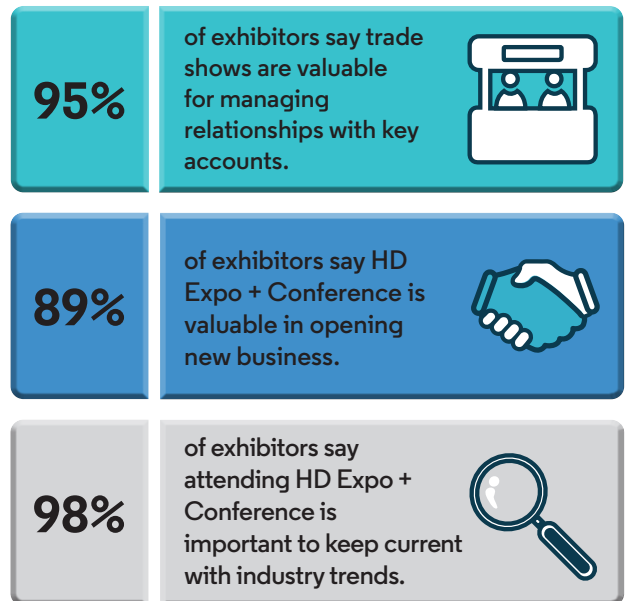 95%
of exhibitors say trade
shows are valuable
for managing
relationships with key
accounts.
89%
of exhibitors say HD
Expo + Conference is
valuable in opening
new business.
98%
of exhibitors say
attending HD Expo +
Conference is
important to keep current
with industry trends.